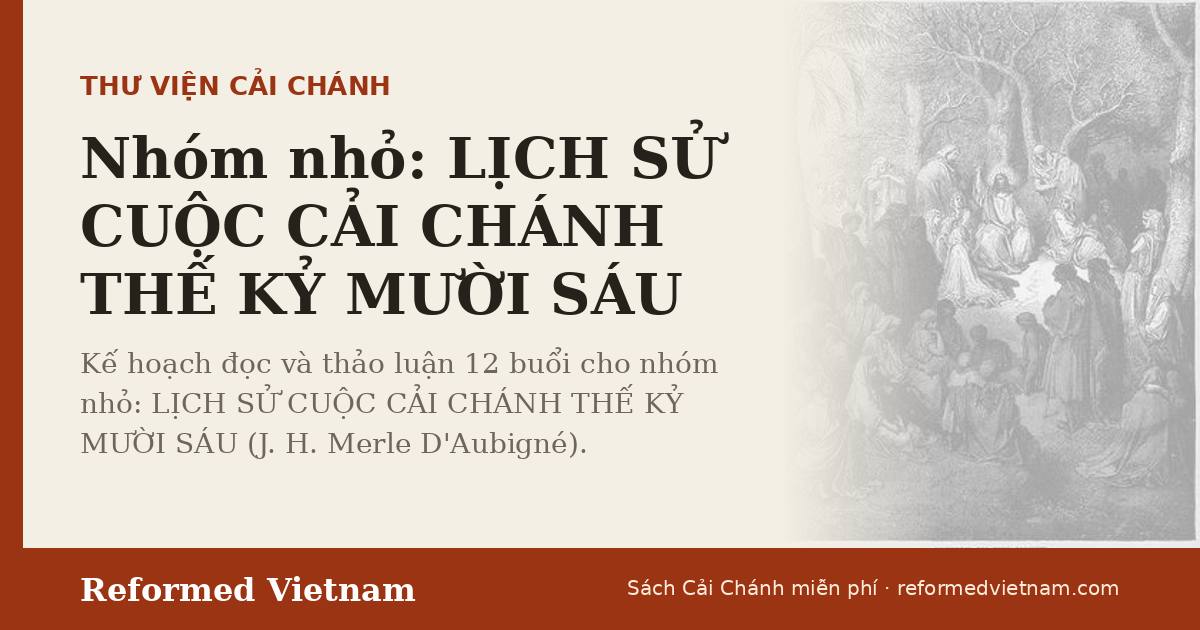 THƯ VIỆN CẢI CHÁNH
Nhóm nhỏ: LỊCH SỬ
CUỘC CẢI CHÁNH
THẾ KỶ MƯỜI SÁU
Kế hoạch đọc và thảo luận 12 buổi cho nhóm
nhỏ: LỊCH SỬ CUỘC CẢI CHÁNH THẾ KỶ
MƯỜI SÁU (J. H. Merle D'Aubigné).
Reformed Vietnam
Sách Cải Chánh miễn phí · reformedvietnam.com